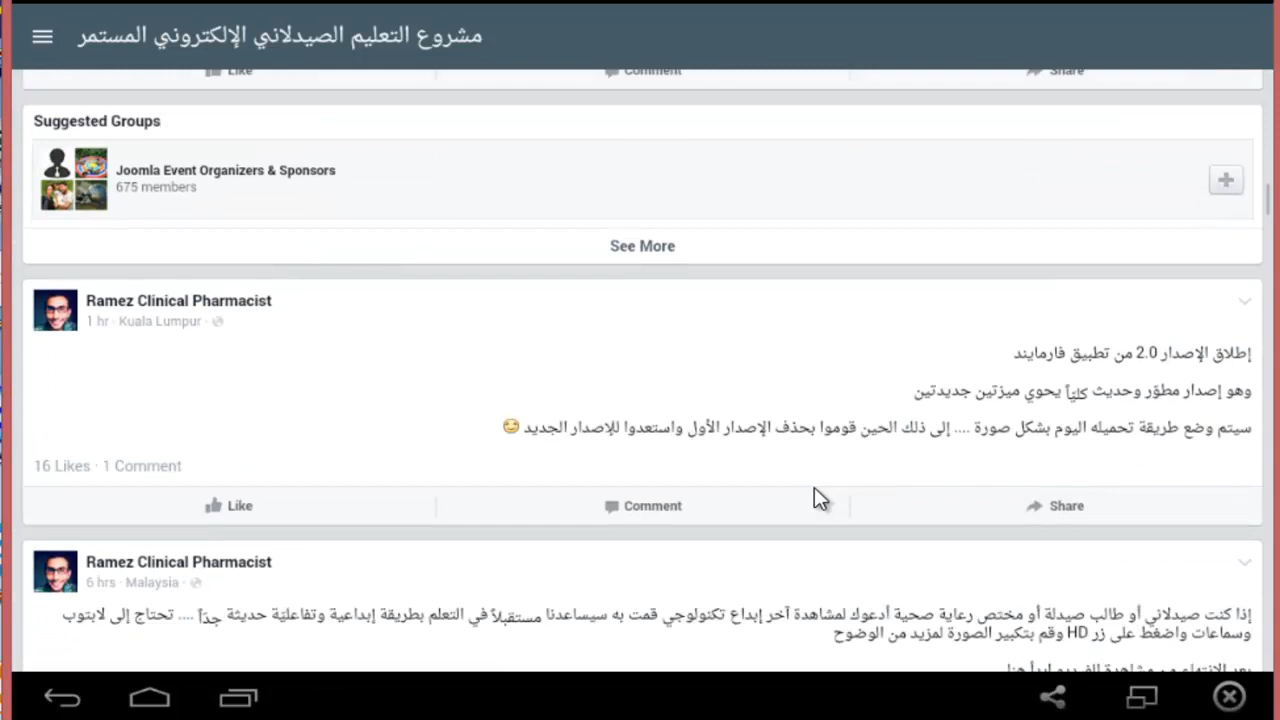 مشروع التعليم الصيدلاني الإلكتروني المستمر
Like Comment Share
Suggested Groups
Joomla Event Organizers & Sponsors
675 members
See More
Ramez Clinical Pharmacist
1 hr · Kuala Lumpur ·
إطلاق الإصدار 2.0 من تطبيق فارمايند
وهو إصدار مطوّر وحديث كليّاً يحوي ميزتين جديدتين
سيتم وضع طريقة تحميله اليوم بشكل صورة .... إلى ذلك الحين قوموا بحذف الإصدار الأول واستعدوا للإصدار الجديد 😊
16 Likes · 1 Comment
Like Comment Share
Ramez Clinical Pharmacist
6 hrs · Malaysia ·
إذا كنت صيدلاني أو طالب صيدلة أو مختص رعاية صحية أدعوك لمشاهدة آخر إبداع تكنولوجي قمت به سيساعدنا مستقبلاً في التعلم بطريقة إبداعية وتفاعليّة حديثة جدّاً .... تحتاج إلى لابتوب
وسماعات واضغط على زر HD وقم بتكبير الصورة لمزيد من الوضوح